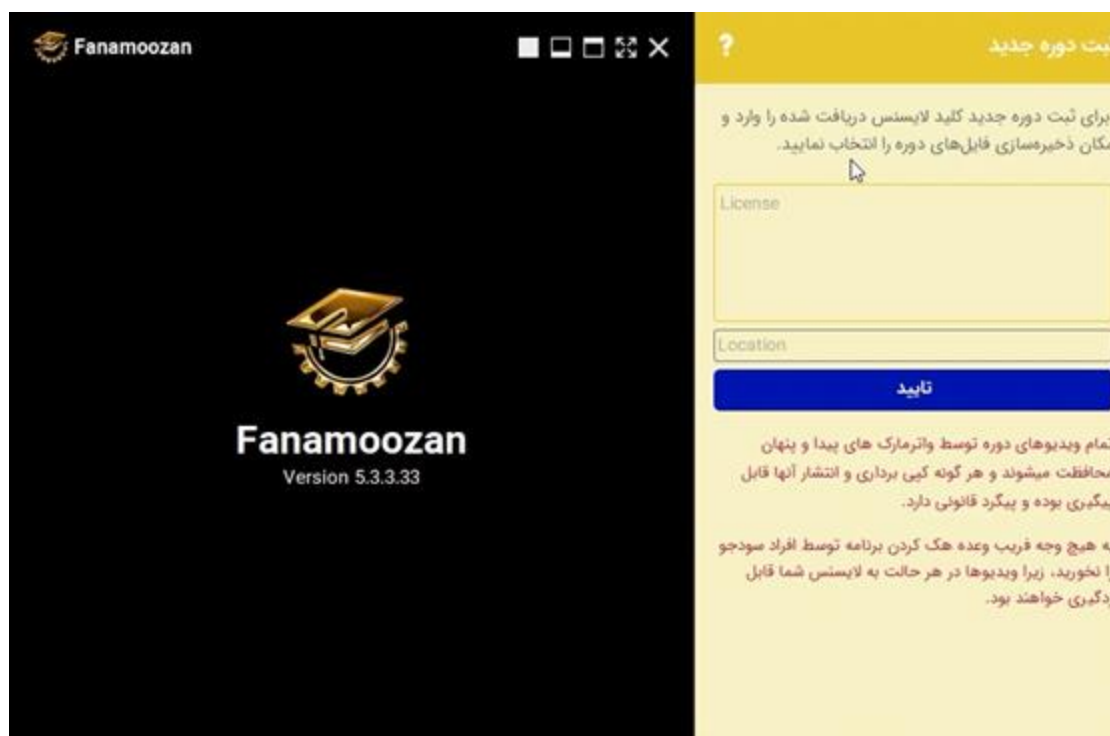 Fanamoozan
Fanamoozan
Version 5.3.3.33
?
ثبت دوره جدید
برای ثبت دوره جدید کلید لایسنس دریافت شده را وارد و
مکان ذخیره‌سازی فایل‌های دوره را انتخاب نمایید.
License
Location
تایید
تمام ویدیوهای دوره توسط واترمارک های پیدا و پنهان
محافظت میشوند و هر گونه کپی برداری و انتشار آنها قابل
پیگیری بوده و پیگرد قانونی دارد.
به هیچ وجه فریب وعده هک کردن برنامه توسط افراد سودجو
را نخورید، زیرا ویدیوها در هر حالت به لایسنس شما قابل
ردگیری خواهند بود.